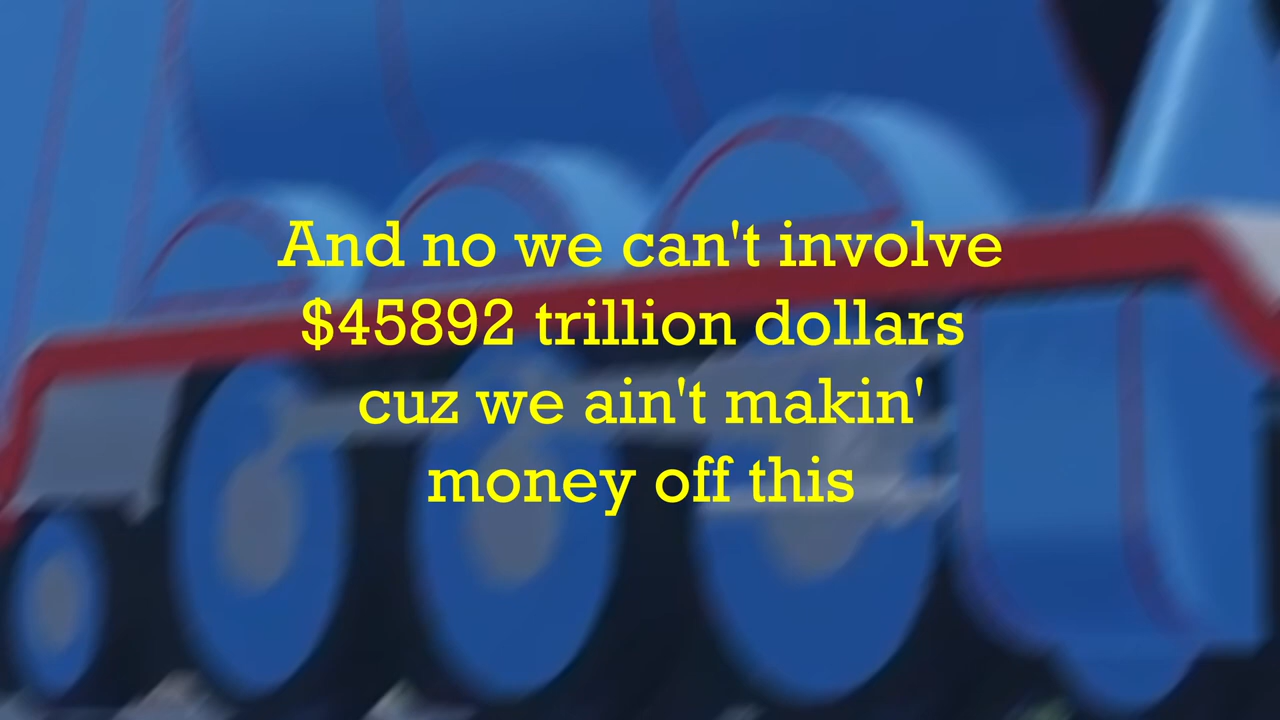 And no we can't involve
$45892 trillion dollars
cuz we ain't makin'
money off this